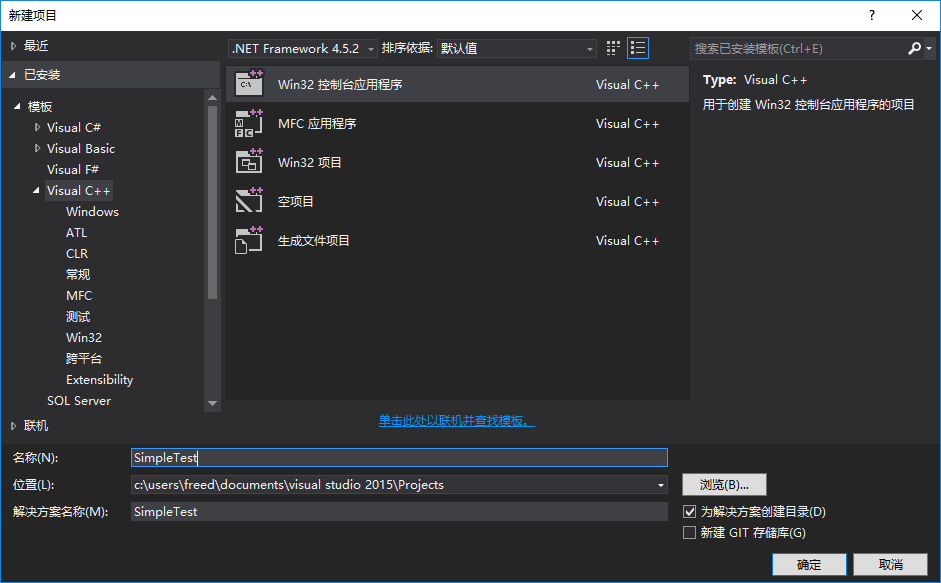 新建项目
最近
.NET Framework 4.5.2 排序依据: 默认值 搜索已安装模板(Ctrl+E)
已安装
模板
Visual C#
Visual Basic
Visual F#
Visual C++
Windows
ATL
CLR
常规
MFC
测试
Win32
跨平台
Extensibility
SQL Server
联机
Win32 控制台应用程序 Visual C++
MFC 应用程序 Visual C++
Win32 项目 Visual C++
空项目 Visual C++
生成文件项目 Visual C++
单击此处以联机并查找模板。
Type: Visual C++
用于创建 Win32 控制台应用程序的项目
名称(N): SimpleTest
位置(L): c:\users\freed\documents\visual studio 2015\Projects 浏览(B)...
解决方案名称(M): SimpleTest 为解决方案创建目录(D)
新建 GIT 存储库(G)
确定 取消